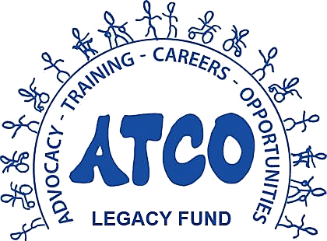 ADVOCACY - TRAINING - CAREERS - OPPORTUNITIES
ATCO
LEGACY FUND